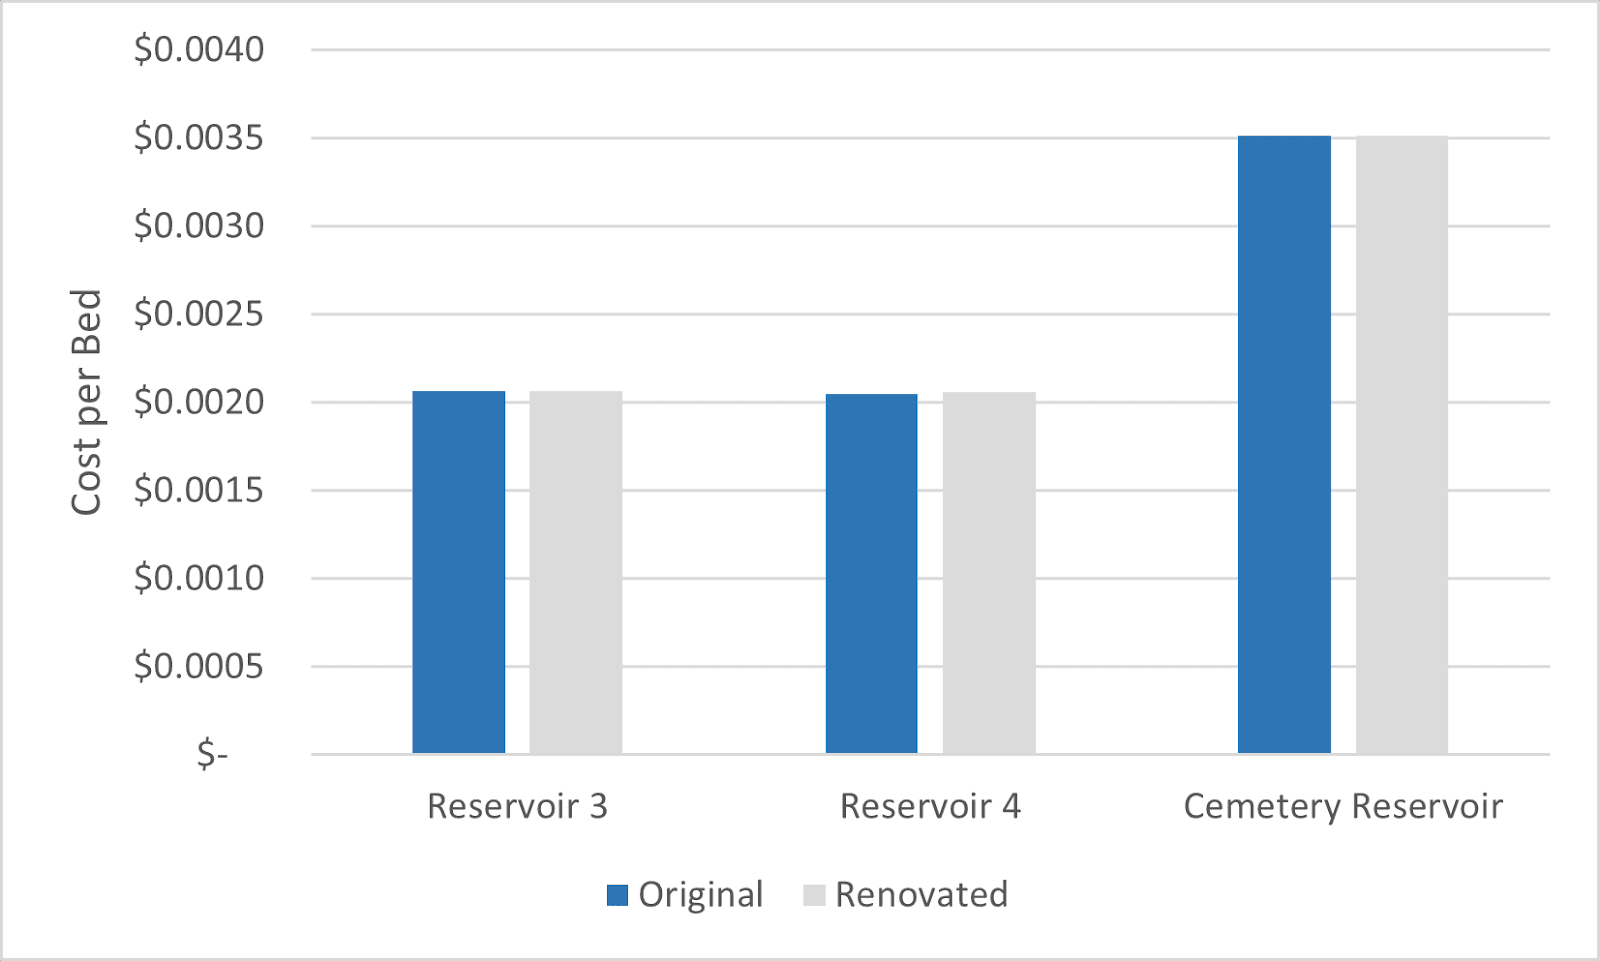 $0.0040
$0.0035
$0.0030
$0.0025
$0.0020
$0.0015
$0.0010
$0.0005
$-
Cost per Bed
Reservoir 3
Reservoir 4
Cemetery Reservoir
Original
Renovated